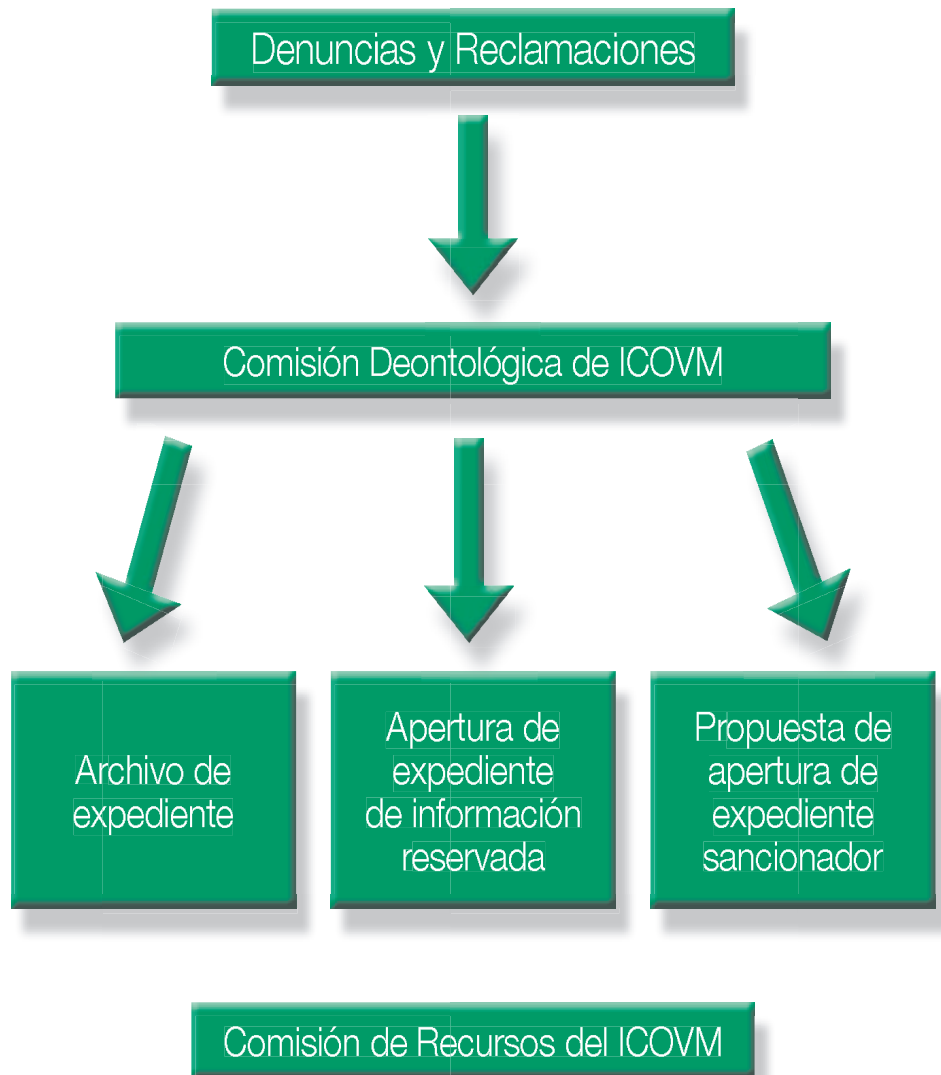 Denuncias y Reclamaciones
Comisión Deontológica de ICOVM
Archivo de
expediente
Apertura de
expediente
de información
reservada
Propuesta de
apertura de
expediente
sancionador
Comisión de Recursos del ICOVM